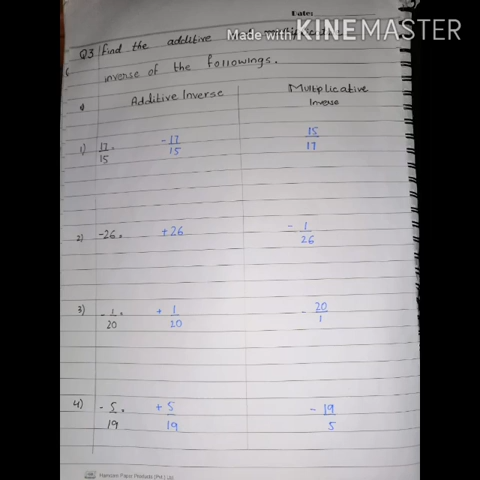 Date:
Made with KINEMASTER
Q3 find the additive
inverse of the followings.
Additive Inverse Multiplicative Inverse
1) 17/15 -17/15 15/17
2) -26 +26 -1/26
3) -1/20 +1/20 -20/1
4) -5/19 +5/19 -19/5